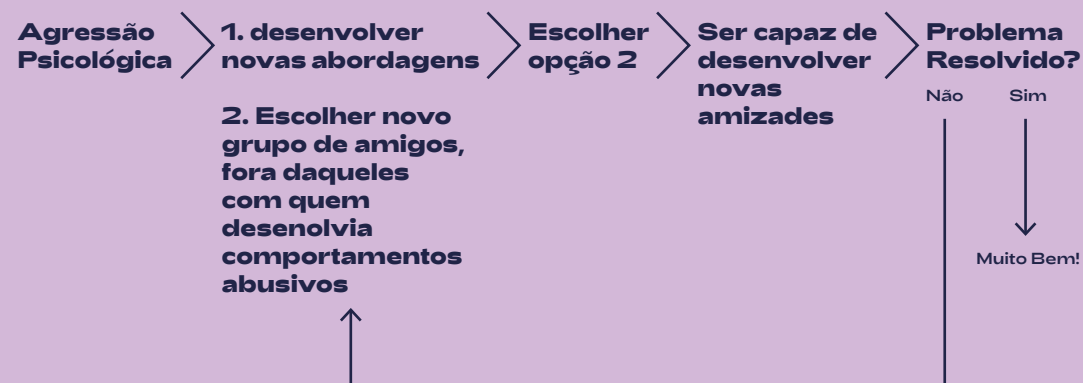 Agressão
Psicológica
1. desenvolver
novas abordagens
2. Escolher novo
grupo de amigos,
fora daqueles
com quem
desenolvia
comportamentos
abusivos
Escolher
opção 2
Ser capaz de
desenvolver
novas
amizades
Problema
Resolvido?
Não
Sim
Muito Bem!